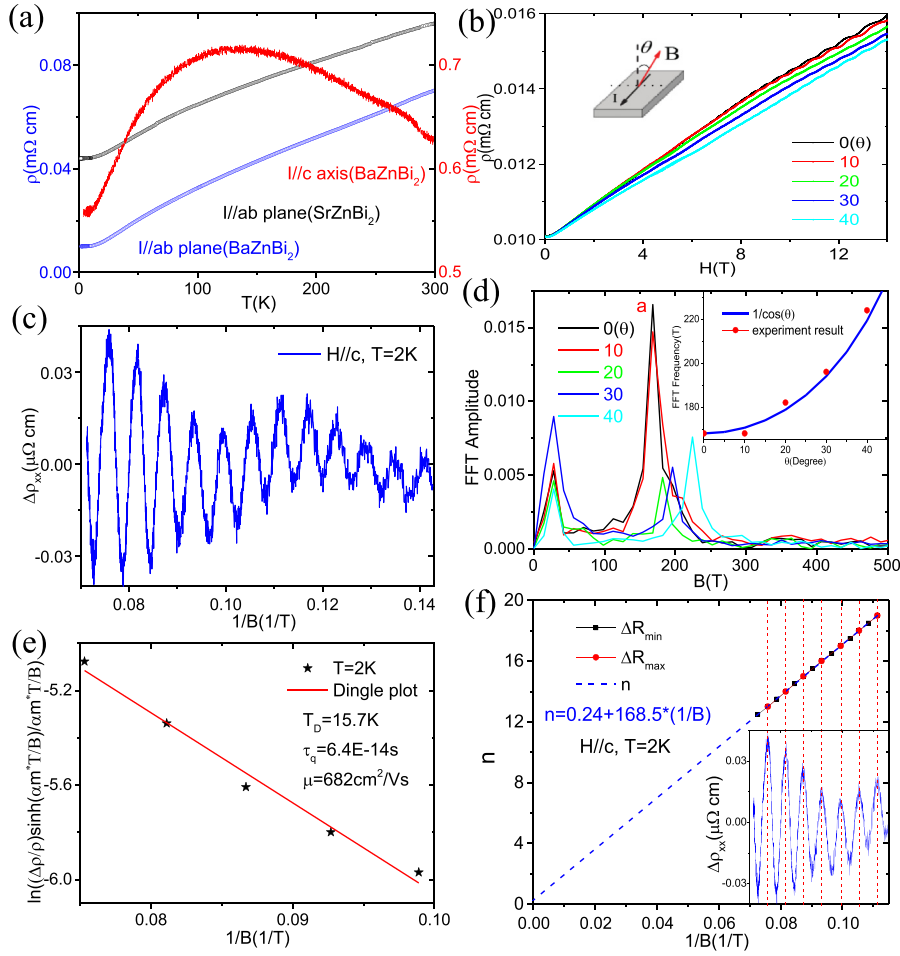 (a)
ρ(mΩ cm)
0.08
0.04
0.00
0.7
0.6
0.5
ρ(mΩ cm)
I//c axis(BaZnBi₂)
I//ab plane(SrZnBi₂)
I//ab plane(BaZnBi₂)
0 100 200 300
T(K)
(b)
ρ(mΩ cm)
0.016
0.014
0.012
0.010
θ
B
I
0(θ)
10
20
30
40
0 4 8 12
H(T)
(c)
Δρxx(μΩ cm)
0.03
0.00
-0.03
H//c, T=2K
0.08 0.10 0.12 0.14
1/B(1/T)
(d)
FFT Amplitude
0.015
0.010
0.005
0.000
a
0(θ)
10
20
30
40
FFT Frequency(T)
220
200
180
160
1/cos(θ)
experiment result
0 10 20 30 40
θ(Degree)
0 100 200 300 400 500
B(T)
(e)
ln((Δρ/ρ)sinh(αm*T/B)/αm*T/B)
-5.2
-5.6
-6.0
T=2K
Dingle plot
T_D=15.7K
τ_q=6.4E-14s
μ=682cm²/Vs
0.08 0.09 0.10
1/B(1/T)
(f)
n
20
16
12
8
4
0
ΔR_min
ΔR_max
n
n=0.24+168.5*(1/B)
H//c, T=2K
Δρxx(μΩ cm)
0.03
0.00
-0.03
0.00 0.02 0.04 0.06 0.08 0.10
1/B(1/T)